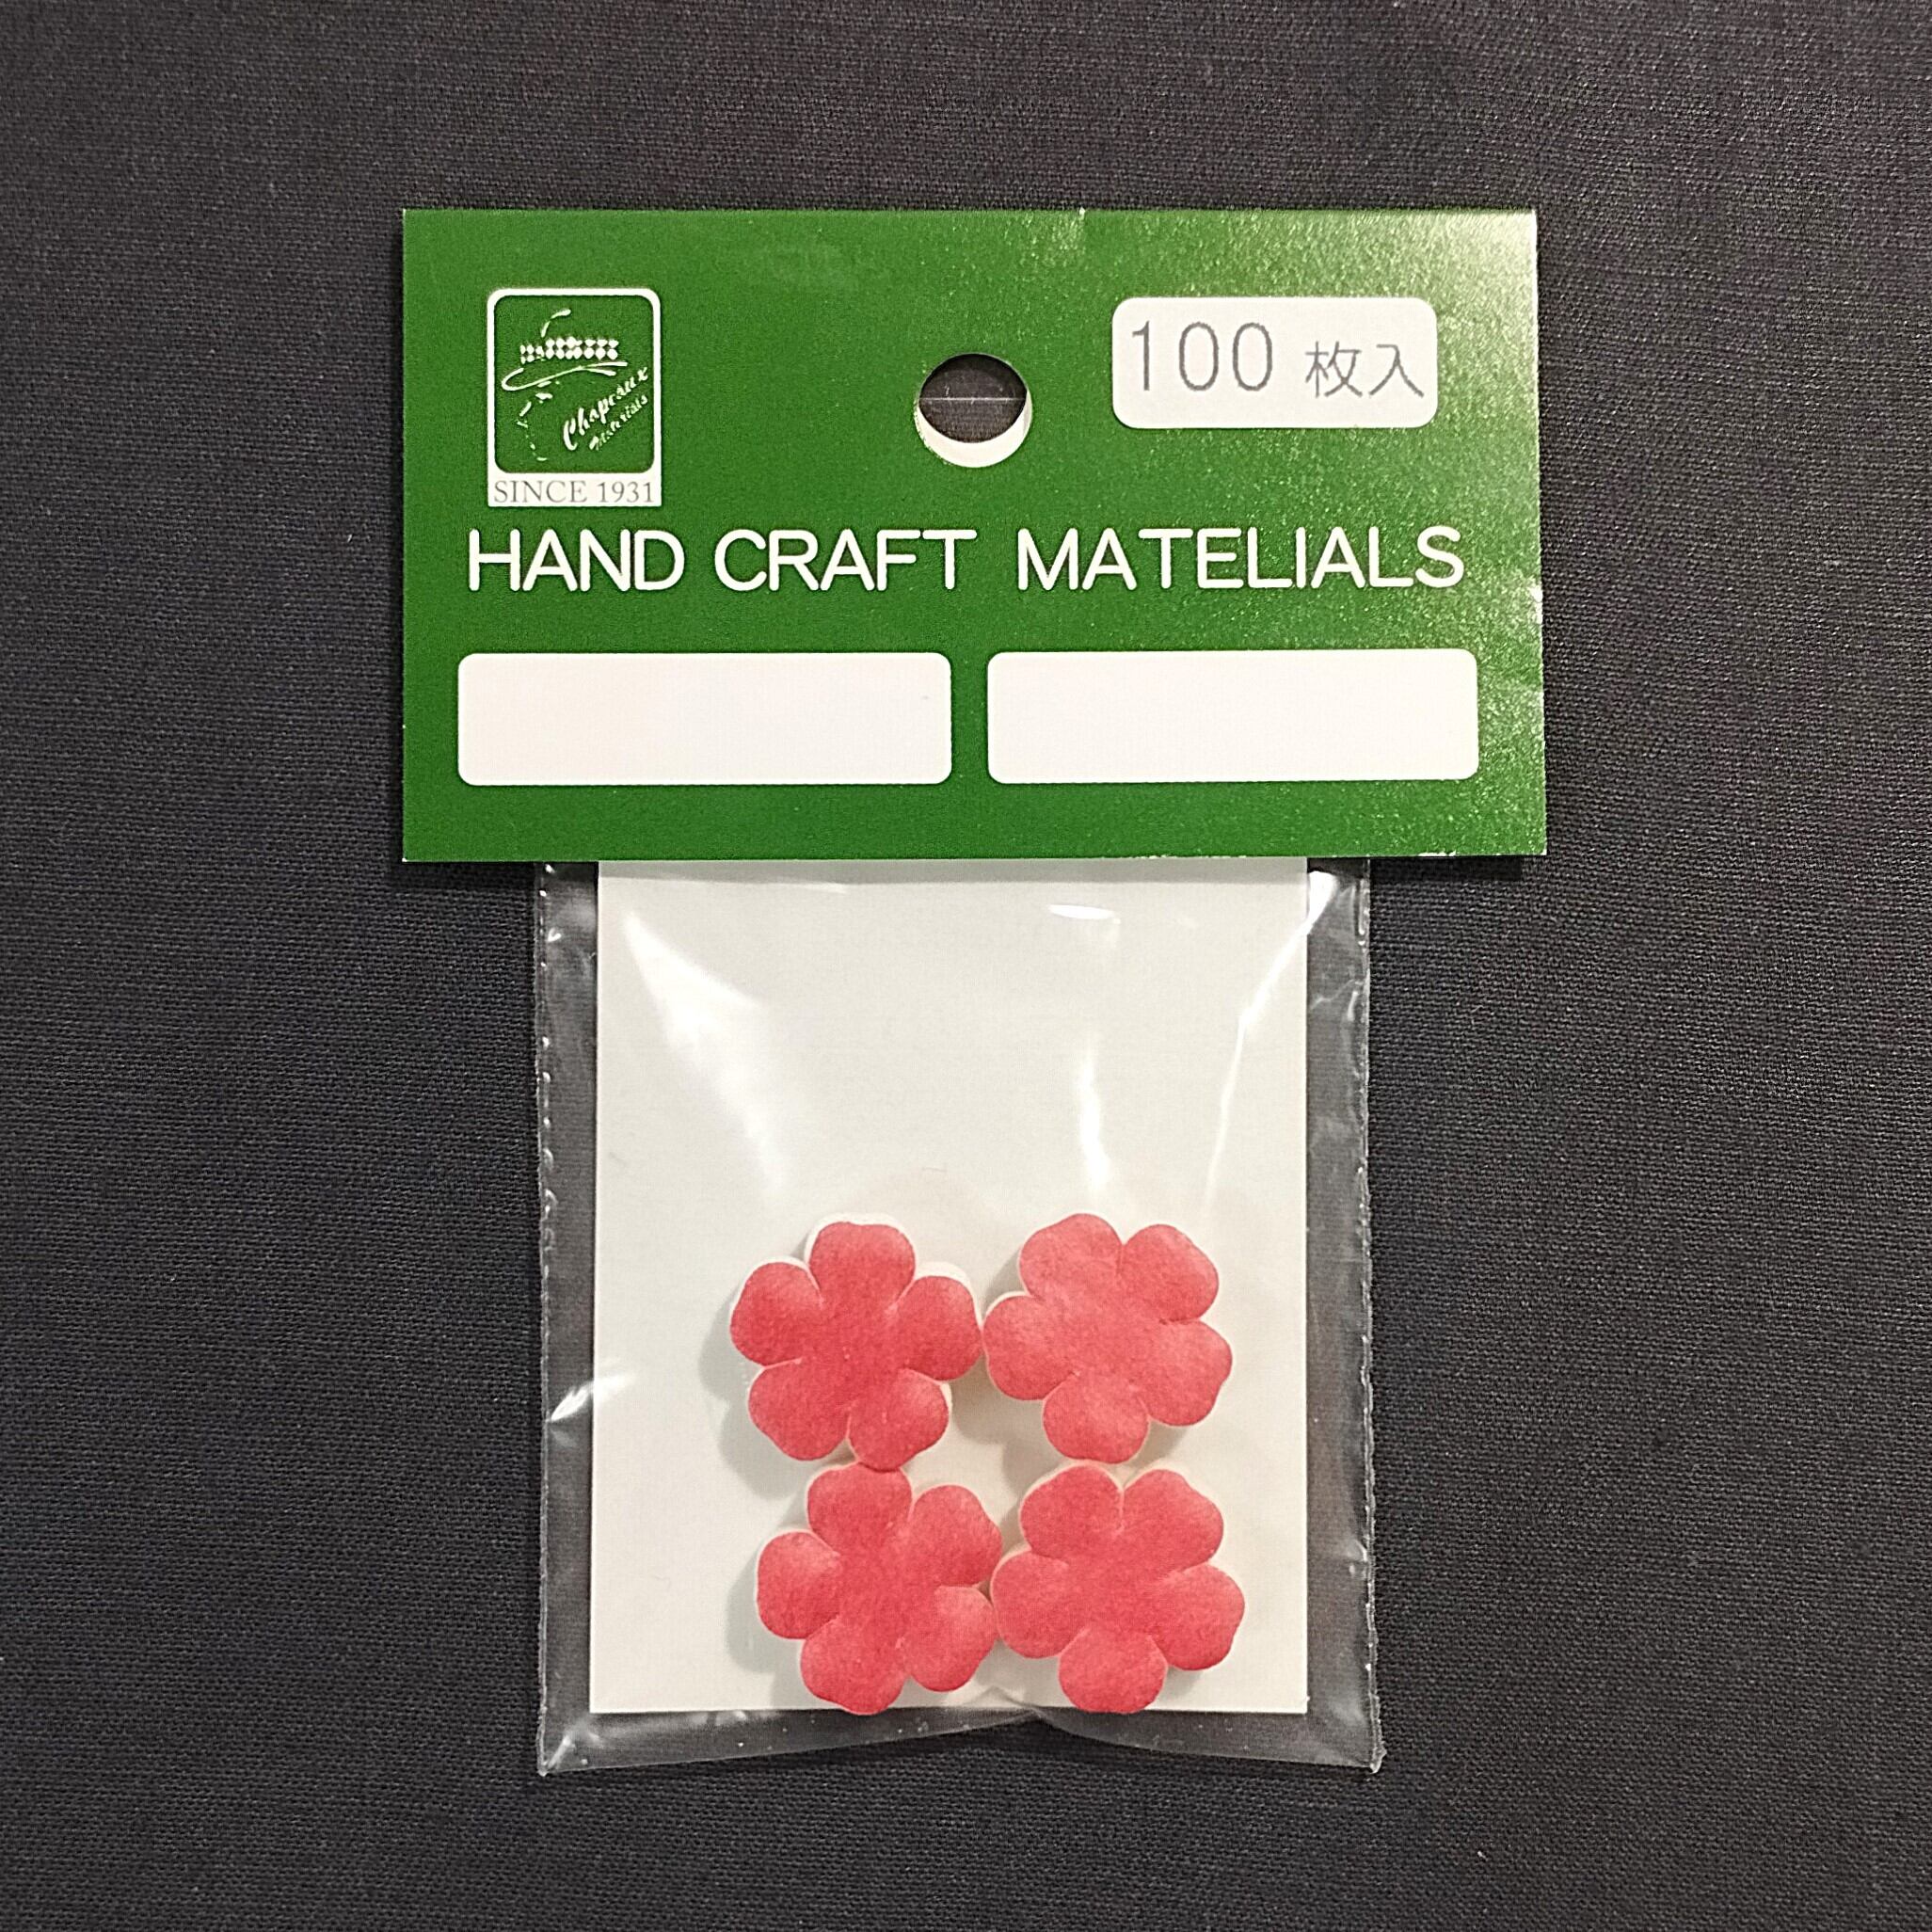 Chapeaux
Materials
SINCE 1931
100 枚入
HAND CRAFT MATELIALS